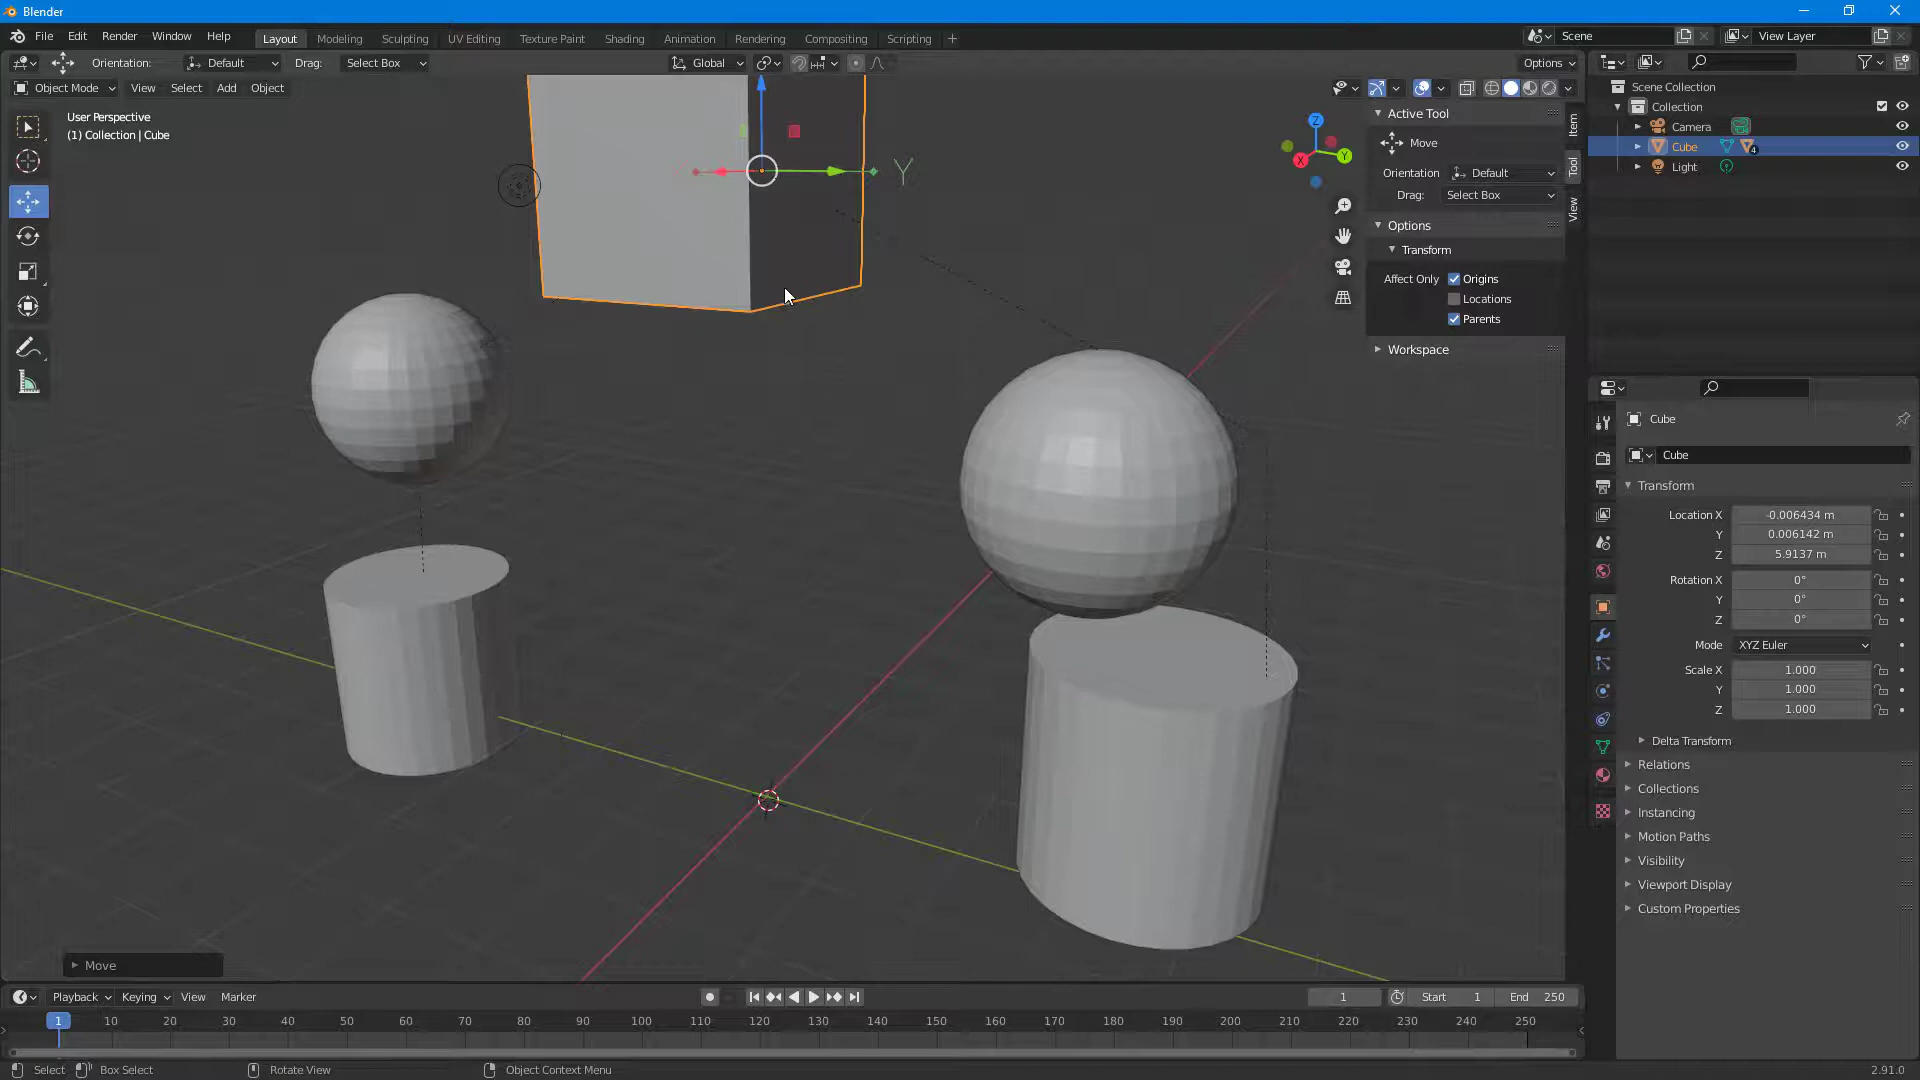 Blender
File Edit Render Window Help
Layout Modeling Sculpting UV Editing Texture Paint Shading Animation Rendering Compositing Scripting +
Scene
View Layer
Orientation: Default Drag: Select Box
Global
Options
Object Mode View Select Add Object
User Perspective
(1) Collection | Cube
Y
Z
Y
X
Active Tool
Move
Orientation Default
Drag: Select Box
Options
Transform
Affect Only Origins
Locations
Parents
Workspace
Item
Tool
View
Scene Collection
Collection
Camera
Cube 4
Light
Cube
Cube
Transform
Location X -0.006434 m
Y 0.006142 m
Z 5.9137 m
Rotation X 0°
Y 0°
Z 0°
Mode XYZ Euler
Scale X 1.000
Y 1.000
Z 1.000
Delta Transform
Relations
Collections
Instancing
Motion Paths
Visibility
Viewport Display
Custom Properties
Move
Playback Keying View Marker
1 Start 1 End 250
1 10 20 30 40 50 60 70 80 90 100 110 120 130 140 150 160 170 180 190 200 210 220 230 240 250
Select Box Select Rotate View Object Context Menu 2.91.0